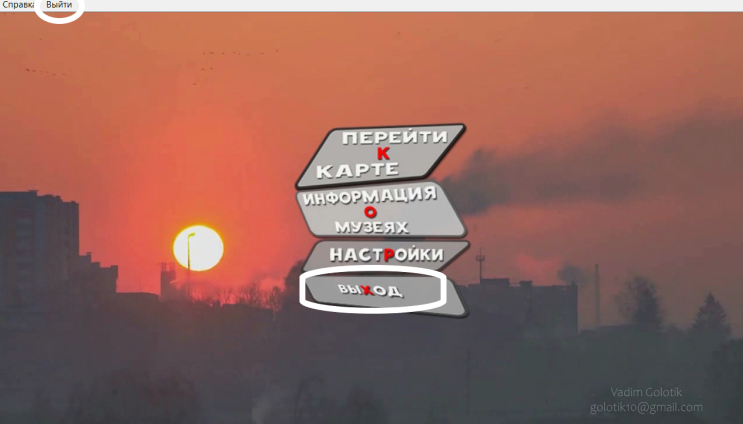 Справка Выйти
ПЕРЕЙТИ
К
КАРТЕ
ИНФОРМАЦИЯ
О
МУЗЕЯХ
НАСТРОЙКИ
ВЫХОД
Vadim Golotik
golotik10@gmail.com